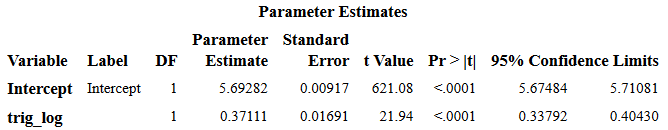 Parameter Estimates
Parameter Standard
Variable Label DF Estimate Error t Value Pr > |t| 95% Confidence Limits
Intercept Intercept 1 5.69282 0.00917 621.08 <.0001 5.67484 5.71081
trig_log 1 0.37111 0.01691 21.94 <.0001 0.33792 0.40430